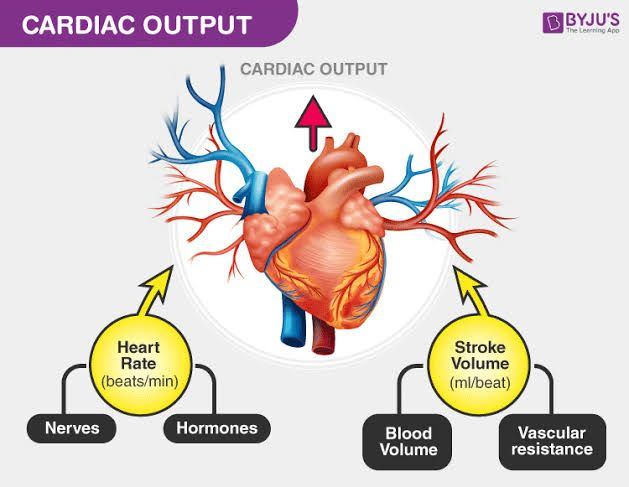 CARDIAC OUTPUT
BYJU'S
The Learning App
CARDIAC OUTPUT
Heart
Rate
(beats/min)
Nerves
Hormones
Stroke
Volume
(ml/beat)
Blood
Volume
Vascular
resistance